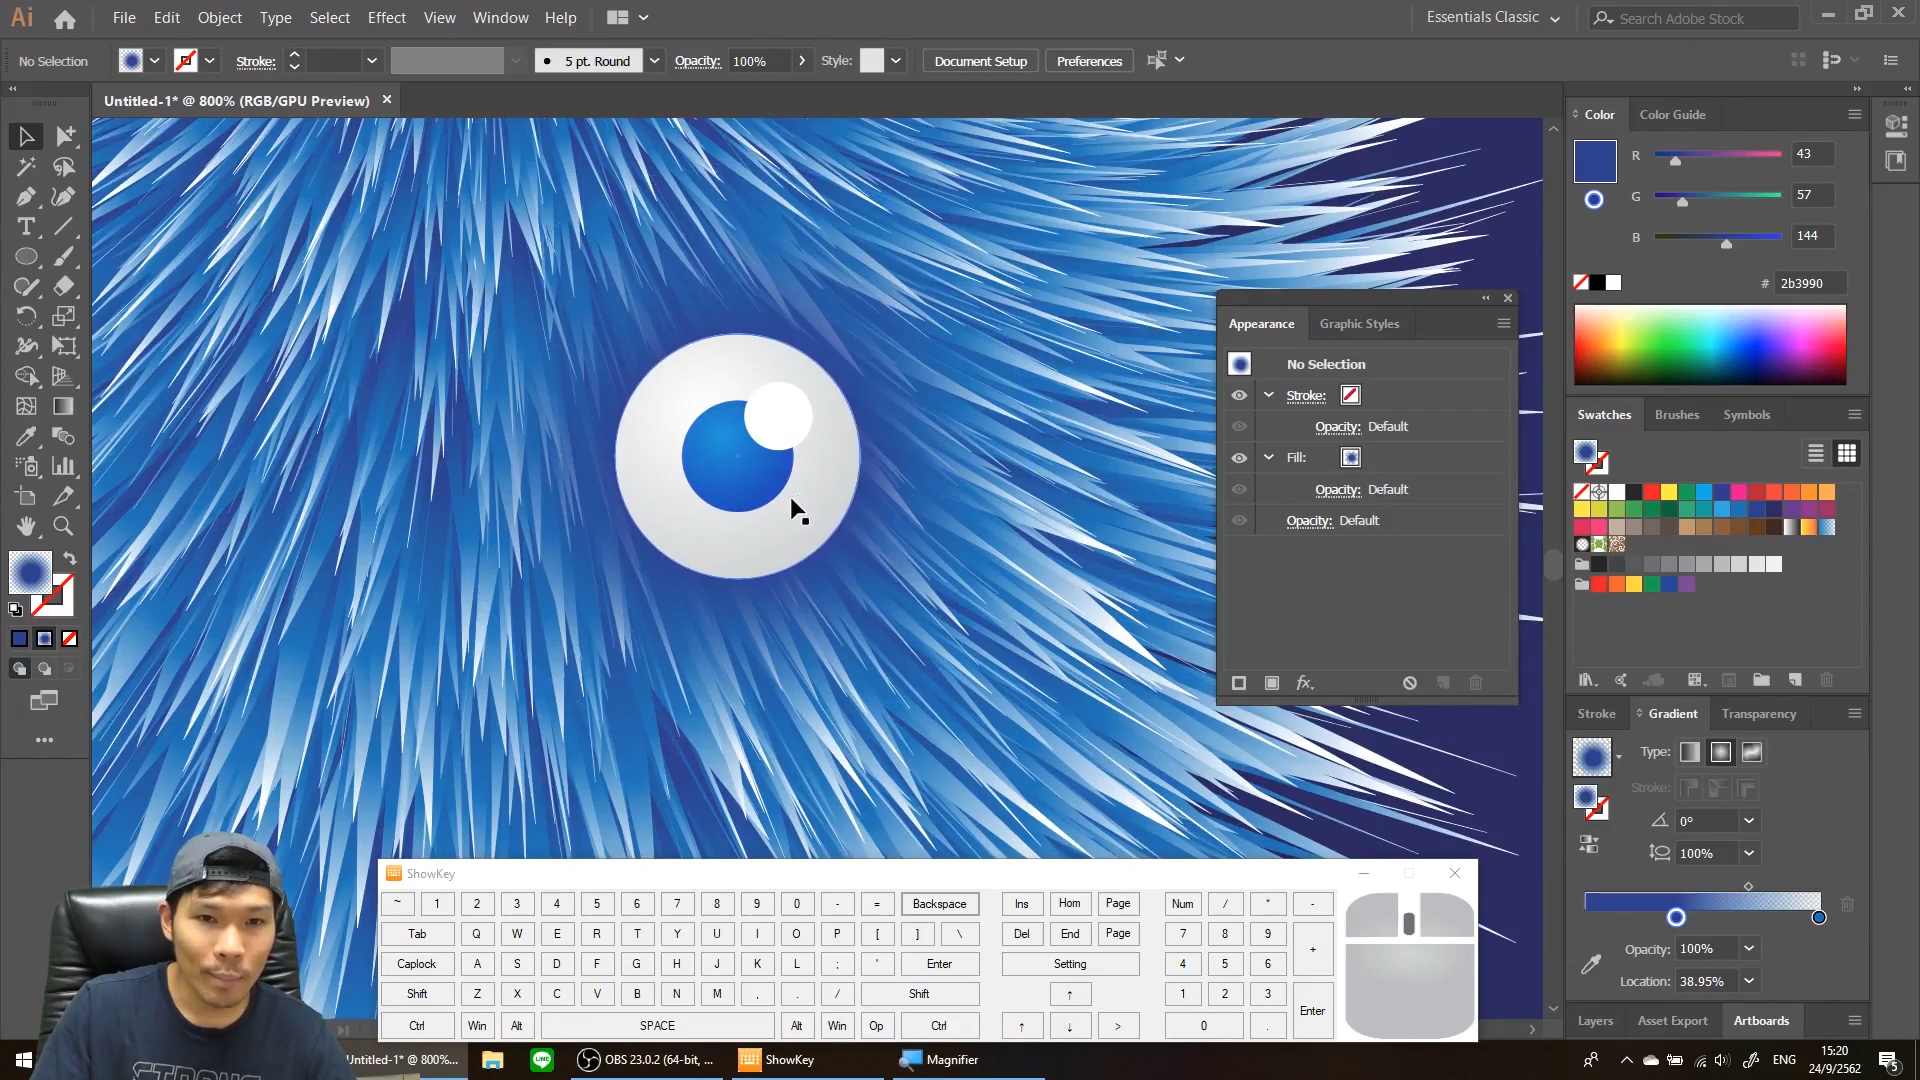 Ai File Edit Object Type Select Effect View Window Help Essentials Classic Search Adobe Stock
No Selection Stroke: 5 pt. Round Opacity: 100% Style: Document Setup Preferences
Untitled-1* @ 800% (RGB/GPU Preview)
Color Color Guide
R 43
G 57
B 144
# 2b3990
Appearance Graphic Styles
No Selection
Stroke:
Opacity: Default
Fill:
Opacity: Default
Opacity: Default
fx
Swatches Brushes Symbols
Stroke Gradient Transparency
Type:
Stroke:
0°
100%
Opacity: 100%
Location: 38.95%
Layers Asset Export Artboards
ShowKey
~ 1 2 3 4 5 6 7 8 9 0 - = Backspace Ins Hom Page Num / * -
Tab Q W E R T Y U I O P [ ] \ Del End Page 7 8 9 +
Caplock A S D F G H J K L ; ' Enter Setting 4 5 6
Shift Z X C V B N M , . / Shift ↑ 1 2 3 Enter
Ctrl Win Alt SPACE Alt Win Op Ctrl ↑ ↓ > 0 .
Untitled-1* @ 800%... OBS 23.0.2 (64-bit, ... ShowKey Magnifier ENG 15:20
24/9/2562 5